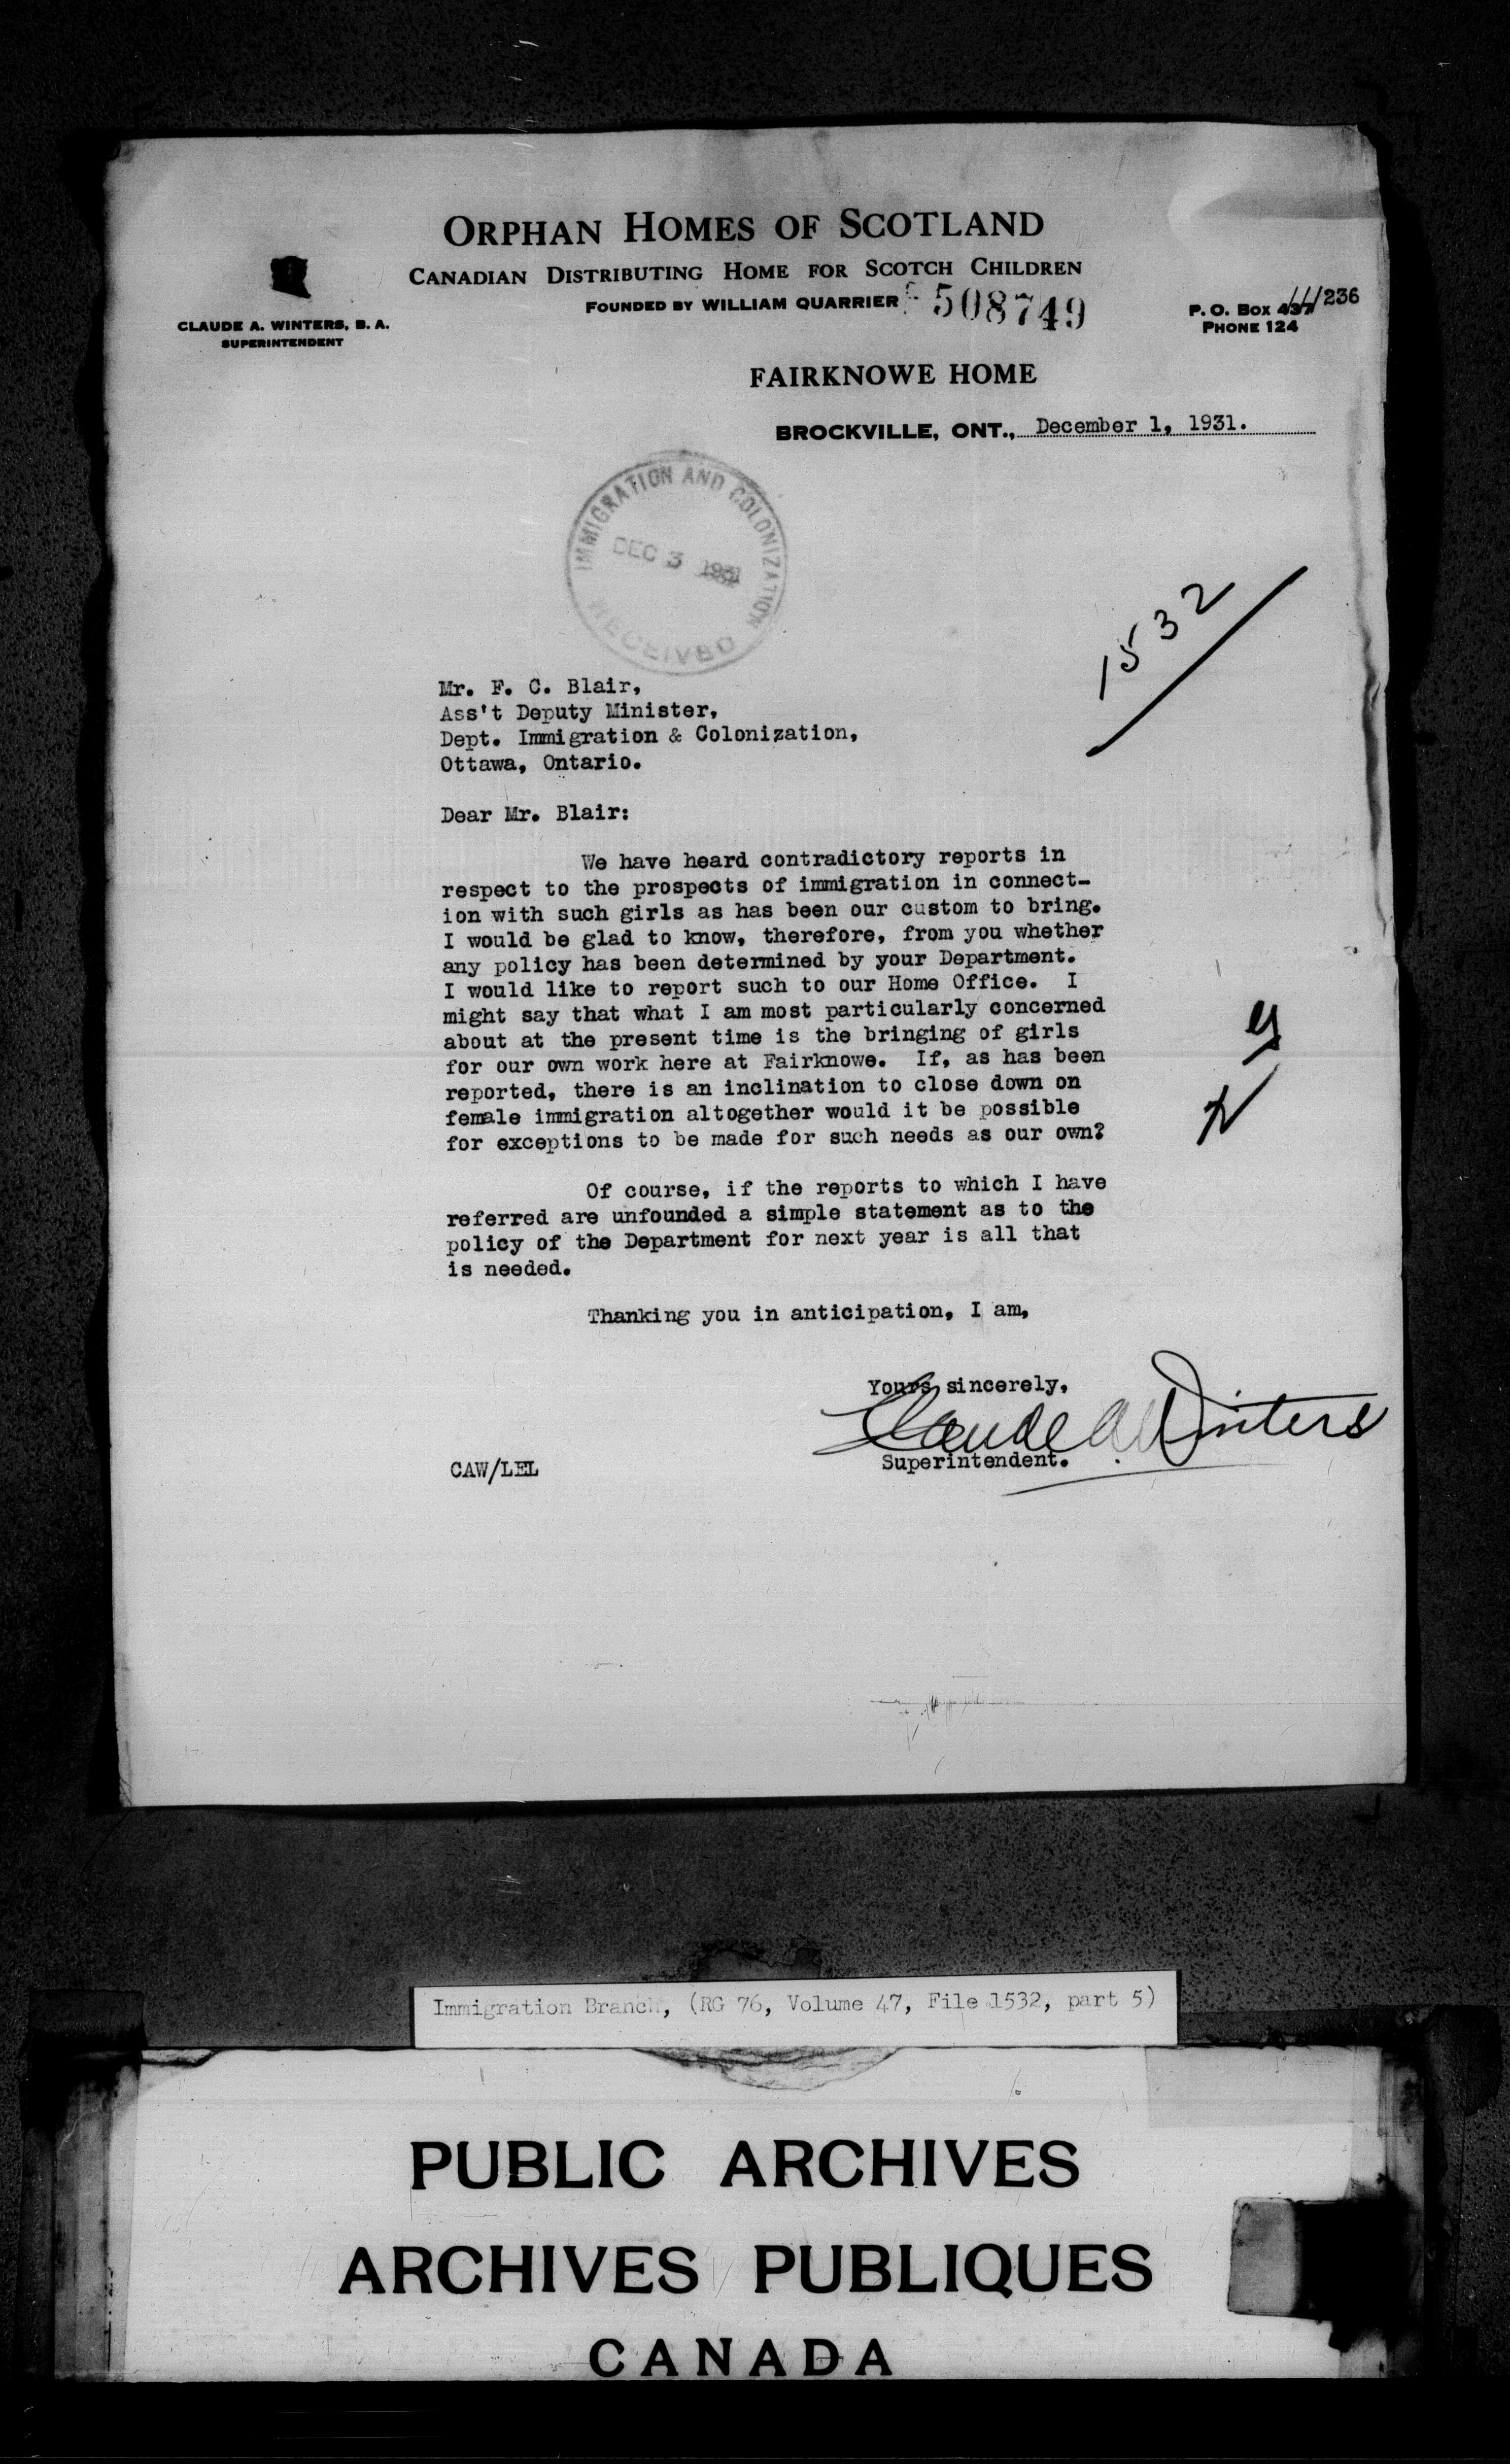 ORPHAN HOMES OF SCOTLAND
CANADIAN DISTRIBUTING HOME FOR SCOTCH CHILDREN
FOUNDED BY WILLIAM QUARRIER
508749
CLAUDE A. WINTERS, B. A.
SUPERINTENDENT
P. O. BOX 437 236
PHONE 124
FAIRKNOWE HOME
BROCKVILLE, ONT., December 1, 1931.
IMMIGRATION AND COLONIZATION
DEC 3 1931
RECEIVED
1532
Mr. F. C. Blair,
Ass't Deputy Minister,
Dept. Immigration & Colonization,
Ottawa, Ontario.
Dear Mr. Blair:
We have heard contradictory reports in
respect to the prospects of immigration in connect-
ion with such girls as has been our custom to bring.
I would be glad to know, therefore, from you whether
any policy has been determined by your Department.
I would like to report such to our Home Office. I
might say that what I am most particularly concerned
about at the present time is the bringing of girls
for our own work here at Fairknowe. If, as has been
reported, there is an inclination to close down on
female immigration altogether would it be possible
for exceptions to be made for such needs as our own?
Of course, if the reports to which I have
referred are unfounded a simple statement as to the
policy of the Department for next year is all that
is needed.
Thanking you in anticipation, I am,
Yours sincerely,
Claude A. Winters
Superintendent.
CAW/LEL
Immigration Branch, (RG 76, Volume 47, File 1532, part 5)
PUBLIC ARCHIVES
ARCHIVES PUBLIQUES
CANADA